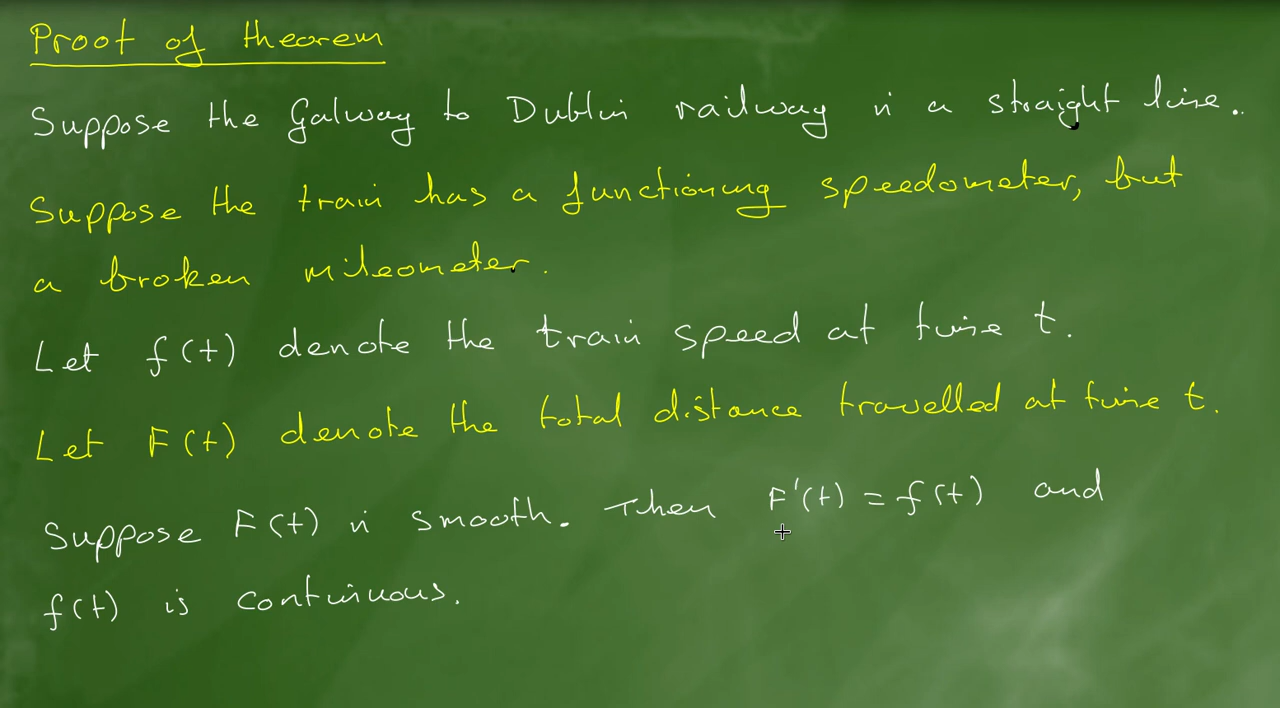 Proof of theorem
Suppose the Galway to Dublin railway is a straight line.
Suppose the train has a functioning speedometer, but
a broken mileometer.
Let f(t) denote the train speed at time t.
Let F(t) denote the total distance travelled at time t.
Suppose F(t) is smooth. Then F'(t) = f(t) and
f(t) is continuous.